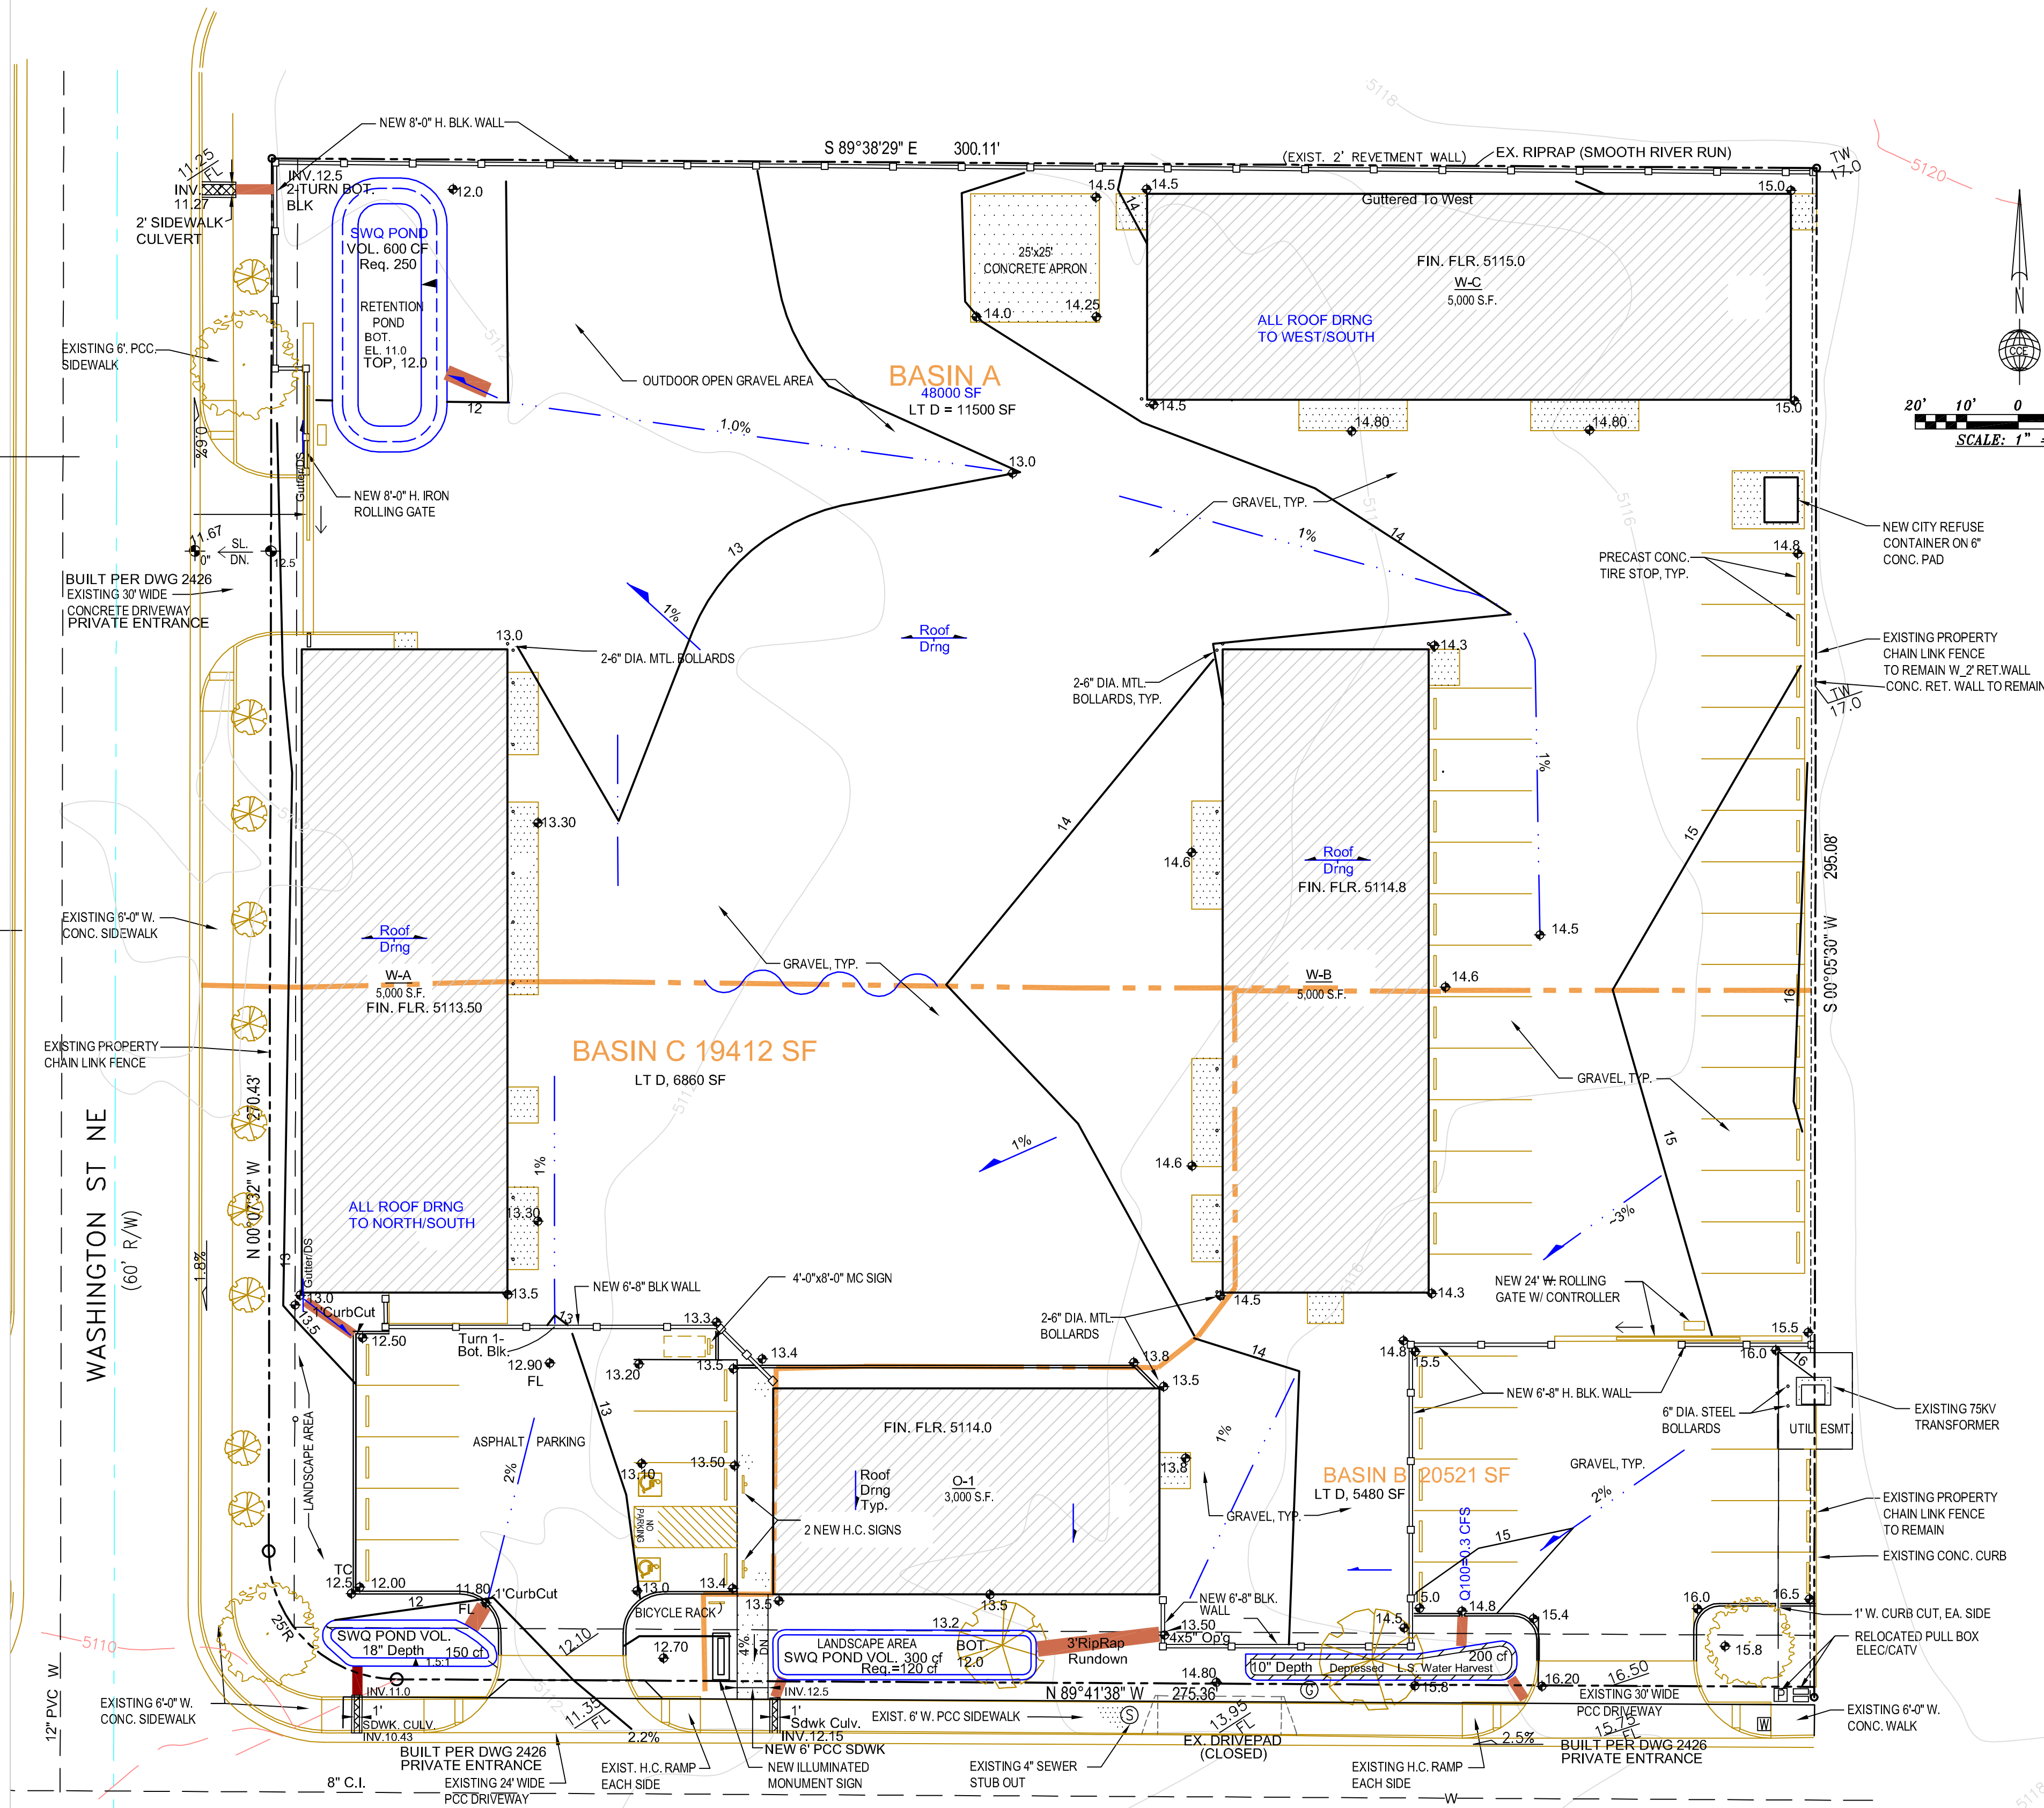 5118
NEW 8'-0" H. BLK. WALL
S 89°38'29" E 300.11'
(EXIST. 2' REVETMENT WALL)
EX. RIPRAP (SMOOTH RIVER RUN)
TW
17.0
5120
11.25
FL
INV.
11.27
INV.12.5
2-TURN BOT.
BLK
12.0
2' SIDEWALK
CULVERT
14.5
14.5
15.0
14
Guttered To West
SWQ POND
VOL. 600 CF
Req. 250
RETENTION
POND
BOT.
EL. 11.0
TOP, 12.0
25'x25'
CONCRETE APRON
14.25
14.0
FIN. FLR. 5115.0
W-C
5,000 S.F.
ALL ROOF DRNG
TO WEST/SOUTH
N
CCE
EXISTING 6'. PCC.
SIDEWALK
OUTDOOR OPEN GRAVEL AREA
BASIN A
48000 SF
LT D = 11500 SF
12
1.0%
14.5
14.80
14.80
15.0
20' 10' 0
SCALE: 1"
0.6%
Gutter/DS
13.0
NEW 8'-0" H. IRON
ROLLING GATE
GRAVEL, TYP.
1%
14
5116
NEW CITY REFUSE
CONTAINER ON 6"
CONC. PAD
11.67
0"
SL.
DN.
12.5
13
14.8
PRECAST CONC.
TIRE STOP, TYP.
BUILT PER DWG 2426
EXISTING 30' WIDE
CONCRETE DRIVEWAY
PRIVATE ENTRANCE
1%
Roof
Drng
13.0
2-6" DIA. MTL. BOLLARDS
14.3
2-6" DIA. MTL.
BOLLARDS, TYP.
EXISTING PROPERTY
CHAIN LINK FENCE
TO REMAIN W_2' RET.WALL
CONC. RET. WALL TO REMAIN
TW
17.0
1%
13.30
14
14.6
Roof
Drng
FIN. FLR. 5114.8
15
S 00°05'30" W 295.08'
EXISTING 6'-0" W.
CONC. SIDEWALK
Roof
Drng
14.5
GRAVEL, TYP.
W-A
5,000 S.F.
FIN. FLR. 5113.50
W-B
5,000 S.F.
14.6
16
EXISTING PROPERTY
CHAIN LINK FENCE
BASIN C 19412 SF
LT D, 6860 SF
GRAVEL, TYP.
WASHINGTON ST NE
(60' R/W)
N 00°07'32" W 270.43'
1%
1%
14.6
15
ALL ROOF DRNG
TO NORTH/SOUTH
13.30
~3%
1.8%
13
Gutter/DS
13.0
1'CurbCut
13.5
12.50
13.5
NEW 6'-8" BLK WALL
4'-0"x8'-0" MC SIGN
13
13.3
Turn 1-
Bot. Blk.
12.90
FL
13.20
13.5
13.4
2-6" DIA. MTL.
BOLLARDS
14.5
14.3
NEW 24' W. ROLLING
GATE W/ CONTROLLER
15.5
13.8
13.5
14
14.8
15.5
16.0
16
NEW 6'-8" H. BLK. WALL
6" DIA. STEEL
BOLLARDS
UTIL ESMT.
EXISTING 75KV
TRANSFORMER
LANDSCAPE AREA
ASPHALT PARKING
2%
13
13.10
13.50
FIN. FLR. 5114.0
Roof
Drng
Typ.
O-1
3,000 S.F.
13.8
1%
BASIN B 20521 SF
LT D, 5480 SF
GRAVEL, TYP.
GRAVEL, TYP.
2%
NO
PARKING
2 NEW H.C. SIGNS
Q100=0.3 CFS
15
EXISTING PROPERTY
CHAIN LINK FENCE
TO REMAIN
EXISTING CONC. CURB
TC
12.5
12.00
11.80
FL
1'CurbCut
12
13.0
13.4
BICYCLE RACK
13.5
13.5
NEW 6'-8" BLK.
WALL
13.50
4x5" Op'g
15.0
14.8
14.5
15.4
16.0
16.5
1' W. CURB CUT, EA. SIDE
5110
25'R
SWQ POND VOL.
18" Depth 150 cf
1.5:1
12.10
12.70
4%
DN
LANDSCAPE AREA
SWQ POND VOL. 300 cf
Req.=120 cf
13.2
BOT.
12.0
3'RipRap
Rundown
10" Depth Depressed L.S. Water Harvest
200 cf
15.8
RELOCATED PULL BOX
ELEC/CATV
12" PVC W
EXISTING 6'-0" W.
CONC. SIDEWALK
INV.11.0
1'
SDWK. CULV.
INV.10.43
11.35
FL
2.2%
INV.12.5
1'
Sdwk Culv.
INV.12.15
NEW 6' PCC SDWK
14.80
N 89°41'38" W 275.36'
G
15.8
16.20
16.50
EXIST. 6' W. PCC SIDEWALK
S
13.95
FL
EXISTING 30' WIDE
PCC DRIVEWAY
15.75
FL
P
W
EXISTING 6'-0" W.
CONC. WALK
BUILT PER DWG 2426
PRIVATE ENTRANCE
EX. DRIVEPAD
(CLOSED)
2.5%
BUILT PER DWG 2426
PRIVATE ENTRANCE
8" C.I.
EXISTING 24' WIDE
PCC DRIVEWAY
EXIST. H.C. RAMP
EACH SIDE
NEW ILLUMINATED
MONUMENT SIGN
EXISTING 4" SEWER
STUB OUT
EXISTING H.C. RAMP
EACH SIDE
W
5118